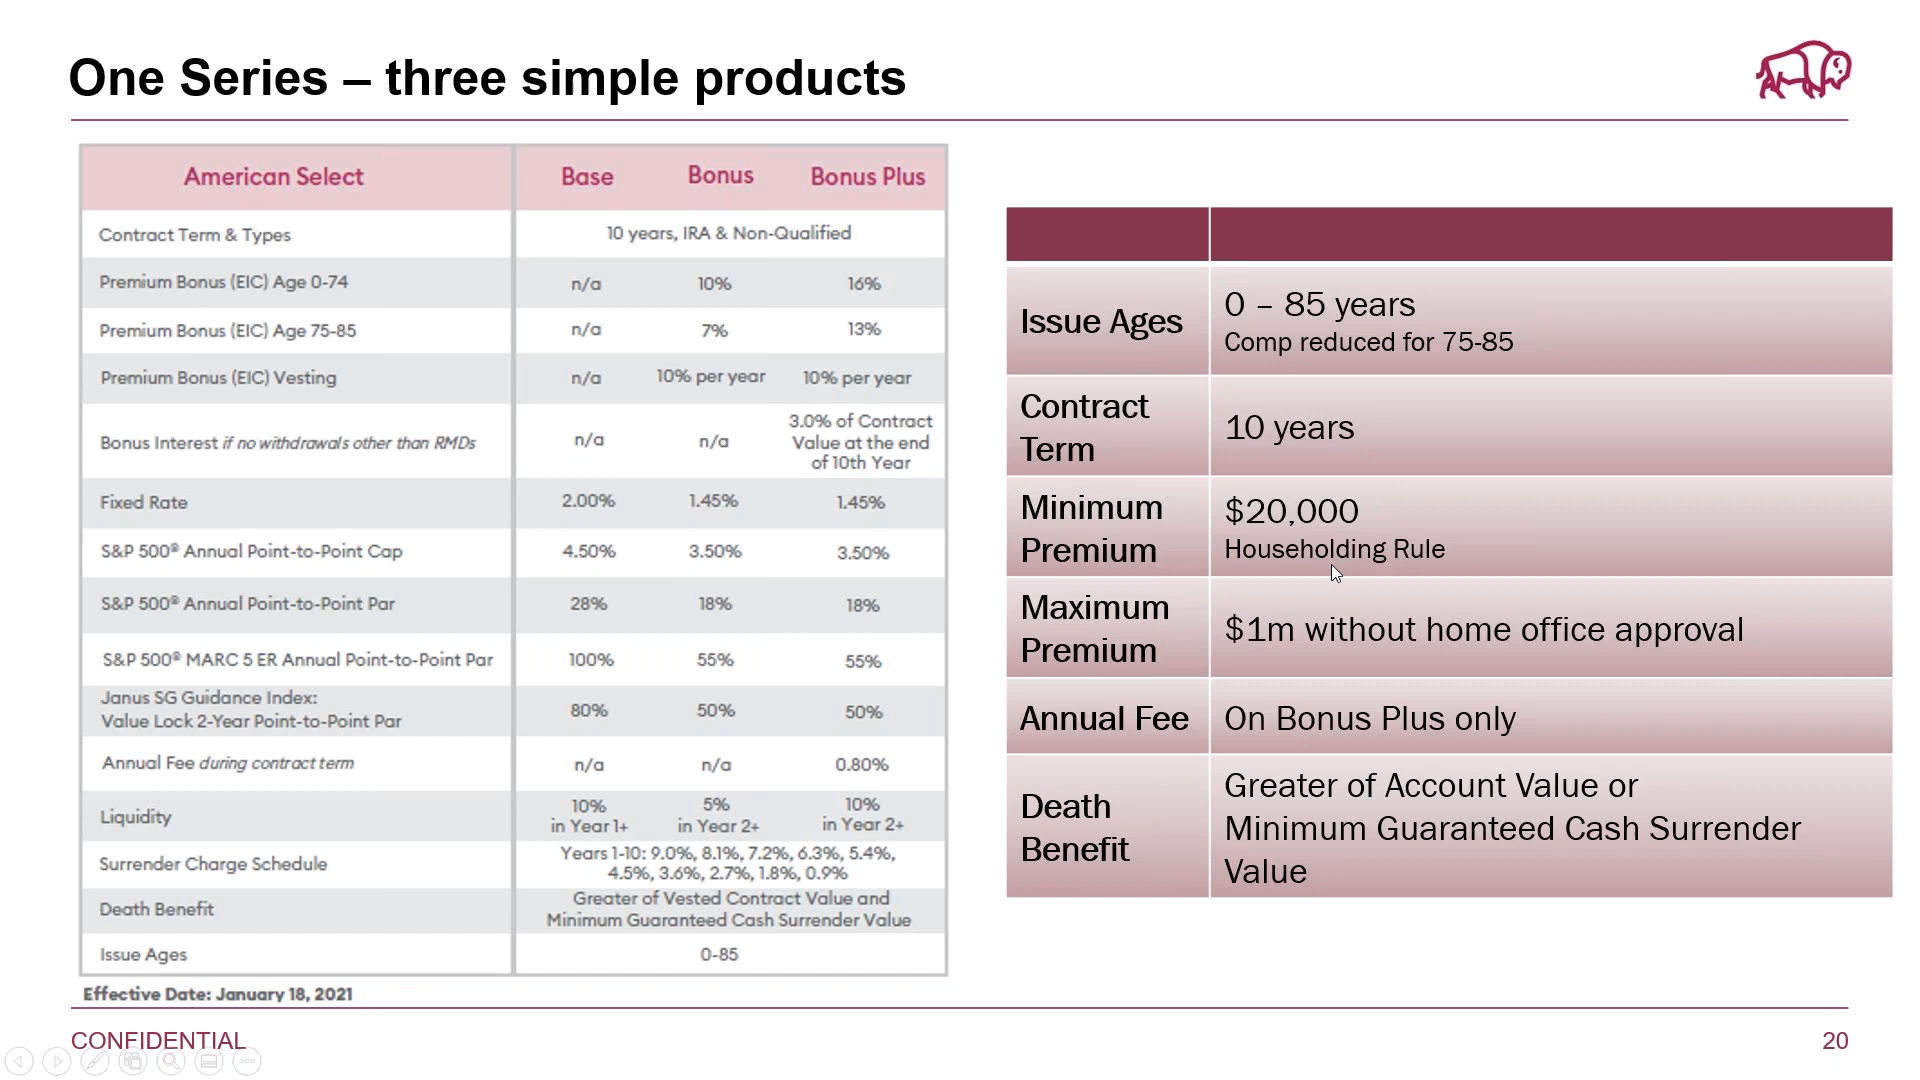 One Series – three simple products
American Select Base Bonus Bonus Plus
Contract Term & Types 10 years, IRA & Non-Qualified
Premium Bonus (EIC) Age 0-74 n/a 10% 16%
Premium Bonus (EIC) Age 75-85 n/a 7% 13%
Premium Bonus (EIC) Vesting n/a 10% per year 10% per year
Bonus Interest if no withdrawals other than RMDs n/a n/a 3.0% of Contract
Value at the end
of 10th Year
Fixed Rate 2.00% 1.45% 1.45%
S&P 500® Annual Point-to-Point Cap 4.50% 3.50% 3.50%
S&P 500® Annual Point-to-Point Par 28% 18% 18%
S&P 500® MARC 5 ER Annual Point-to-Point Par 100% 55% 55%
Janus SG Guidance Index:
Value Lock 2-Year Point-to-Point Par 80% 50% 50%
Annual Fee during contract term n/a n/a 0.80%
Liquidity 10% 5% 10%
in Year 1+ in Year 2+ in Year 2+
Surrender Charge Schedule Years 1-10: 9.0%, 8.1%, 7.2%, 6.3%, 5.4%,
4.5%, 3.6%, 2.7%, 1.8%, 0.9%
Death Benefit Greater of Vested Contract Value and
Minimum Guaranteed Cash Surrender Value
Issue Ages 0-85
Effective Date: January 18, 2021
Issue Ages 0 – 85 years
Comp reduced for 75-85
Contract
Term 10 years
Minimum
Premium $20,000
Householding Rule
Maximum
Premium $1m without home office approval
Annual Fee On Bonus Plus only
Death
Benefit Greater of Account Value or
Minimum Guaranteed Cash Surrender
Value
CONFIDENTIAL 20